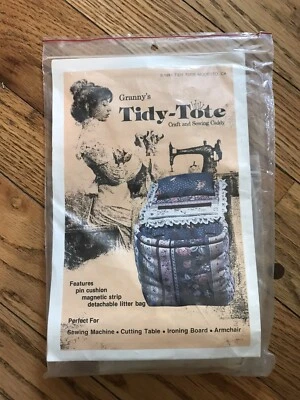 Granny's
Tidy-Tote®
Craft and Sewing Caddy
Features
pin cushion
magnetic strip
detachable litter bag
Perfect For
Sewing Machine • Cutting Table • Ironing Board • Armchair